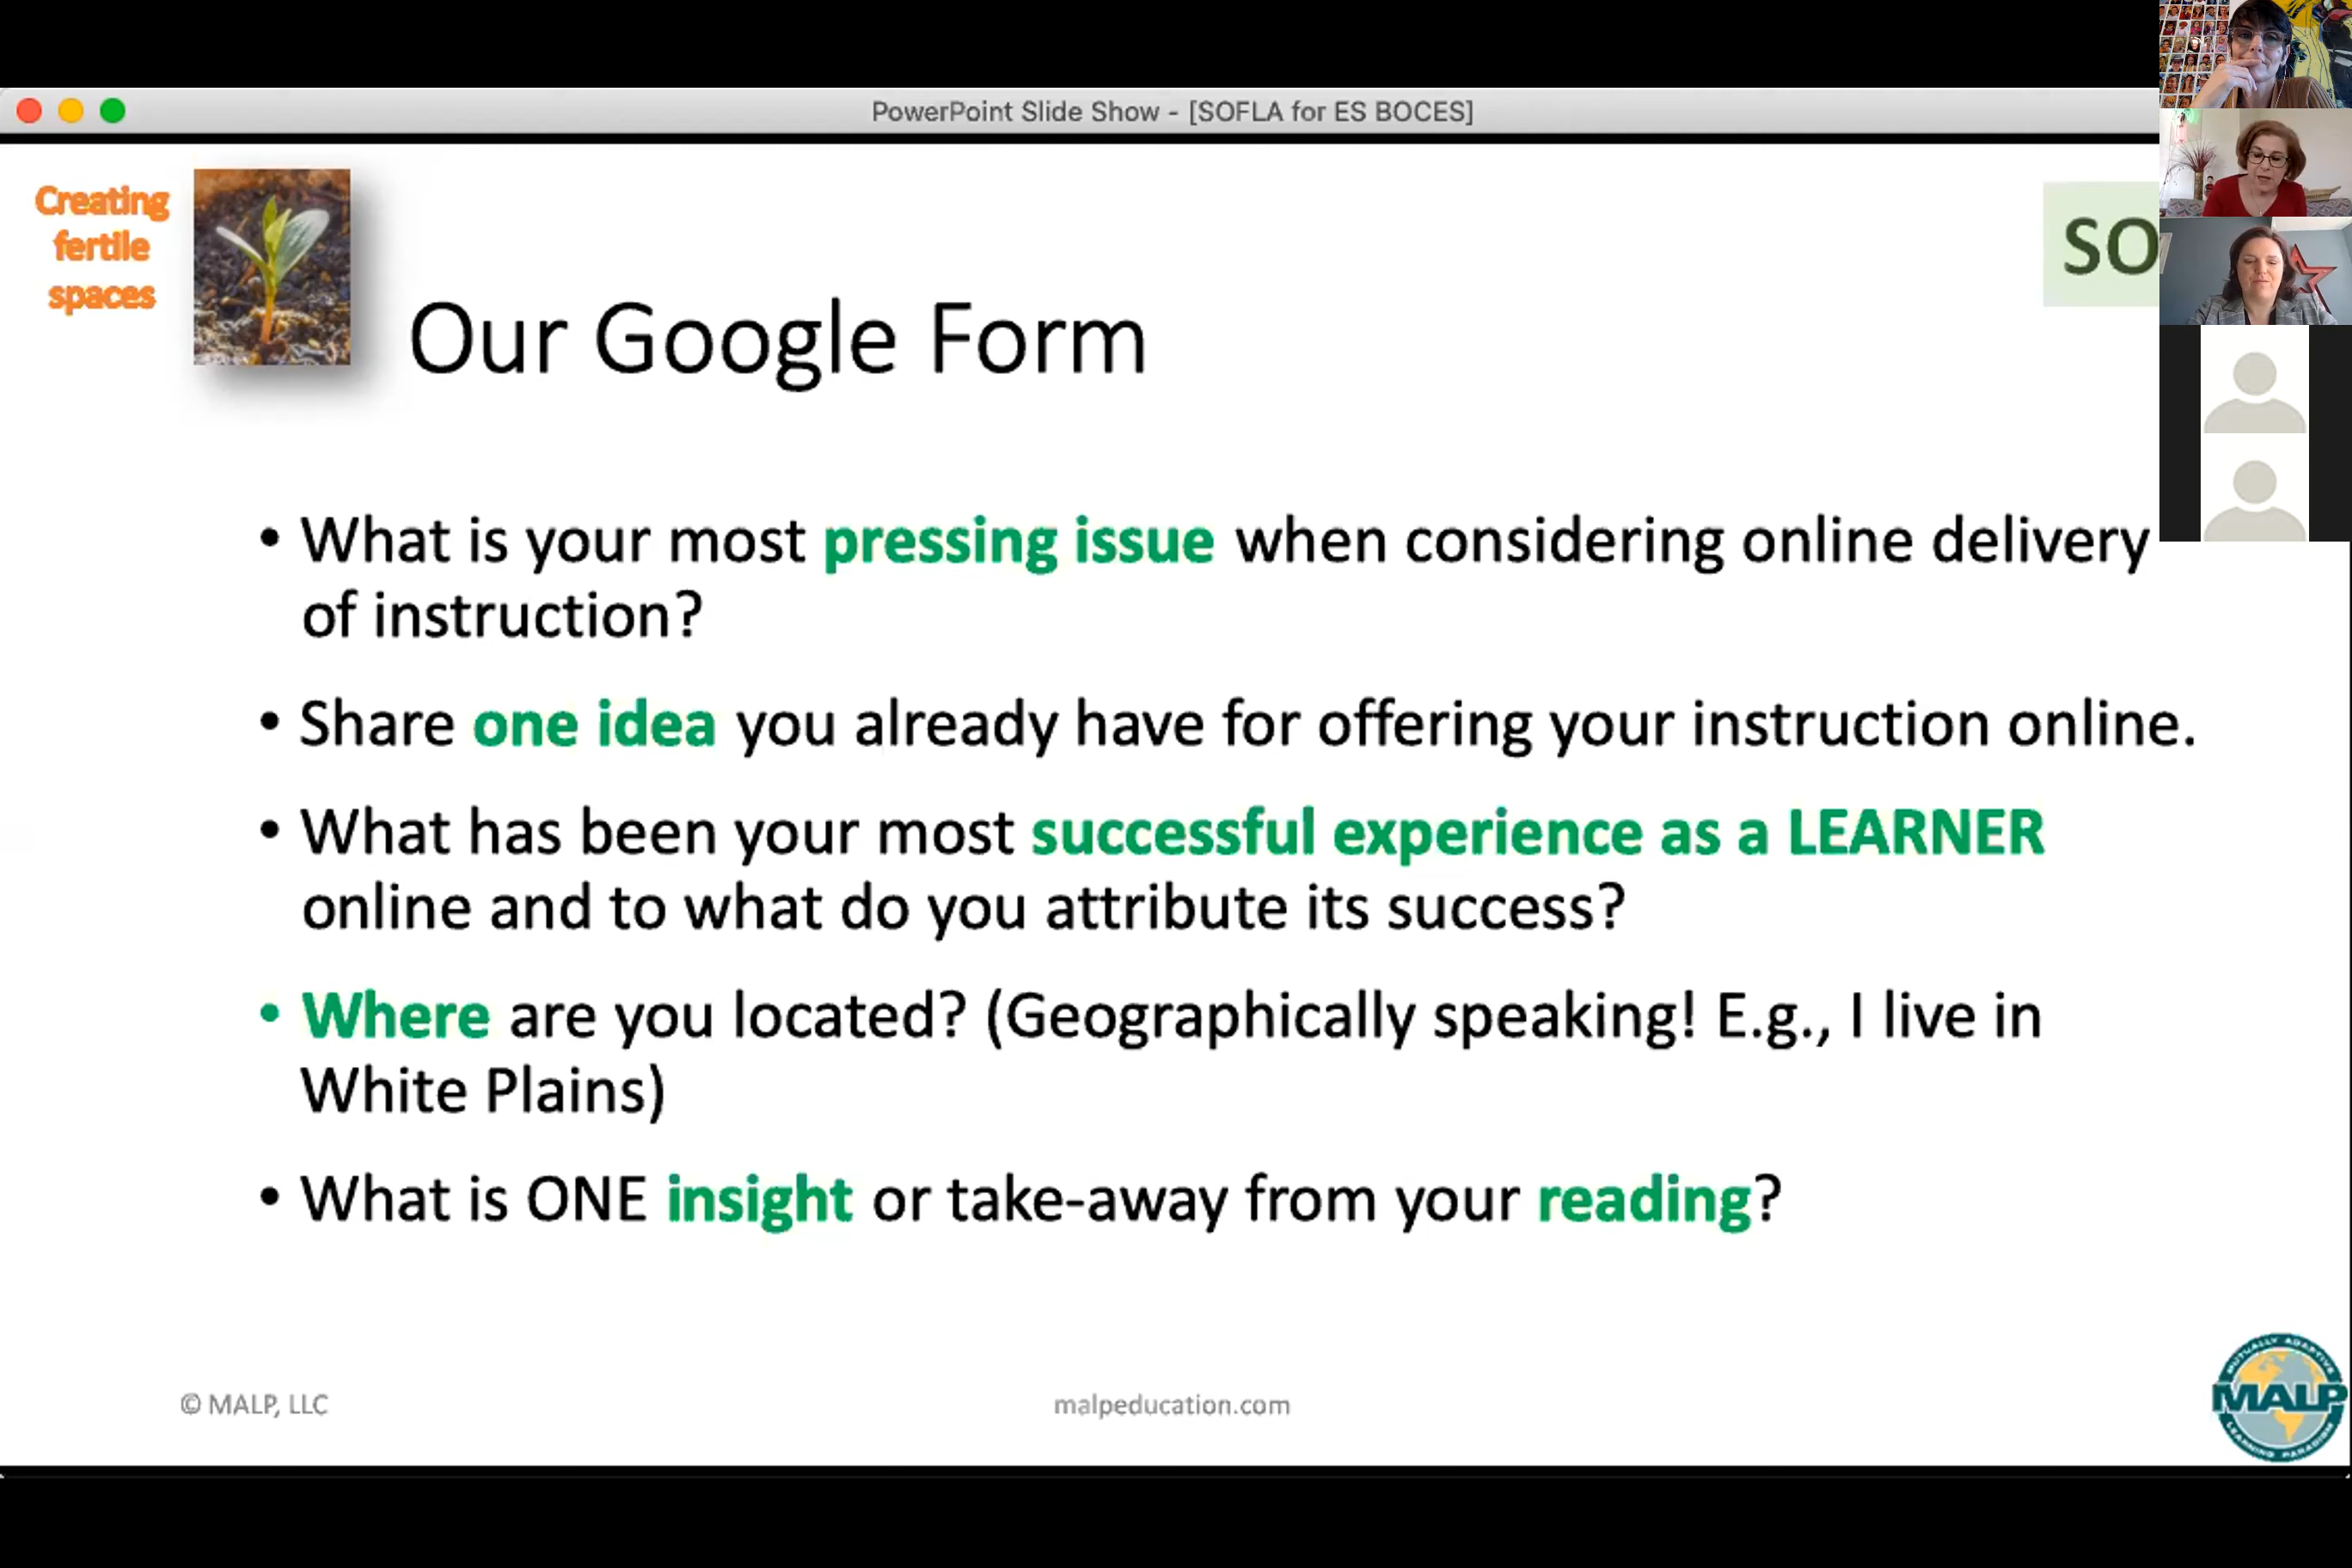 PowerPoint Slide Show - [SOFLA for ES BOCES]
Creating
fertile
spaces
SO
Our Google Form
• What is your most pressing issue when considering online delivery
of instruction?
• Share one idea you already have for offering your instruction online.
• What has been your most successful experience as a LEARNER
online and to what do you attribute its success?
• Where are you located? (Geographically speaking! E.g., I live in
White Plains)
• What is ONE insight or take-away from your reading?
© MALP, LLC
malpeducation.com
MUTUALLY ADAPTIVE
MALP
LEARNING PARADIGM